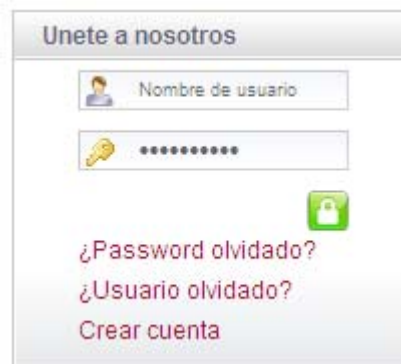 Unete a nosotros
Nombre de usuario
••••••••••
¿Password olvidado?
¿Usuario olvidado?
Crear cuenta